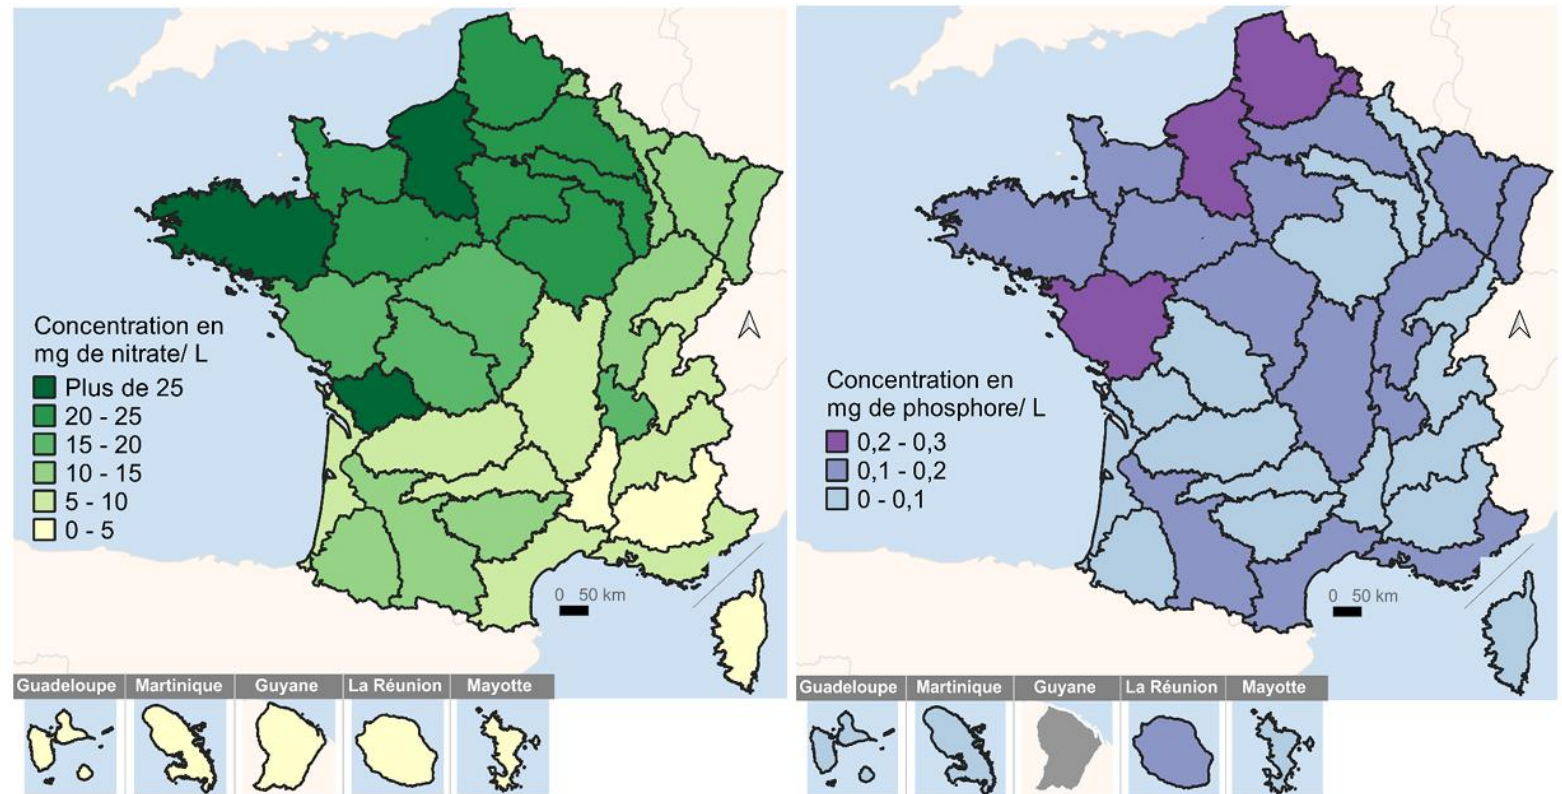 Concentration en
mg de nitrate/ L
Plus de 25
20 - 25
15 - 20
10 - 15
5 - 10
0 - 5
0 50 km
Guadeloupe Martinique Guyane La Réunion Mayotte
Concentration en
mg de phosphore/ L
0,2 - 0,3
0,1 - 0,2
0 - 0,1
0 50 km
Guadeloupe Martinique Guyane La Réunion Mayotte